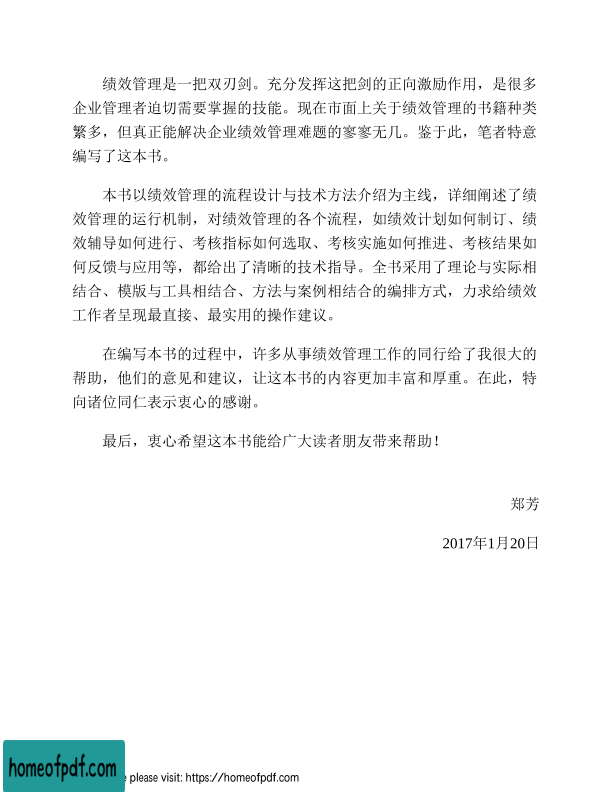 绩效管理是一把双刃剑。充分发挥这把剑的正向激励作用，是很多
企业管理者迫切需要掌握的技能。现在市面上关于绩效管理的书籍种类
繁多，但真正能解决企业绩效管理难题的寥寥无几。鉴于此，笔者特意
编写了这本书。
本书以绩效管理的流程设计与技术方法介绍为主线，详细阐述了绩
效管理的运行机制，对绩效管理的各个流程，如绩效计划如何制订、绩
效辅导如何进行、考核指标如何选取、考核实施如何推进、考核结果如
何反馈与应用等，都给出了清晰的技术指导。全书采用了理论与实际相
结合、模版与工具相结合、方法与案例相结合的编排方式，力求给绩效
工作者呈现最直接、最实用的操作建议。
在编写本书的过程中，许多从事绩效管理工作的同行给了我很大的
帮助，他们的意见和建议，让这本书的内容更加丰富和厚重。在此，特
向诸位同仁表示衷心的感谢。
最后，衷心希望这本书能给广大读者朋友带来帮助！
郑芳
2017年1月20日
homeofpdf.com
e please visit: https://homeofpdf.com